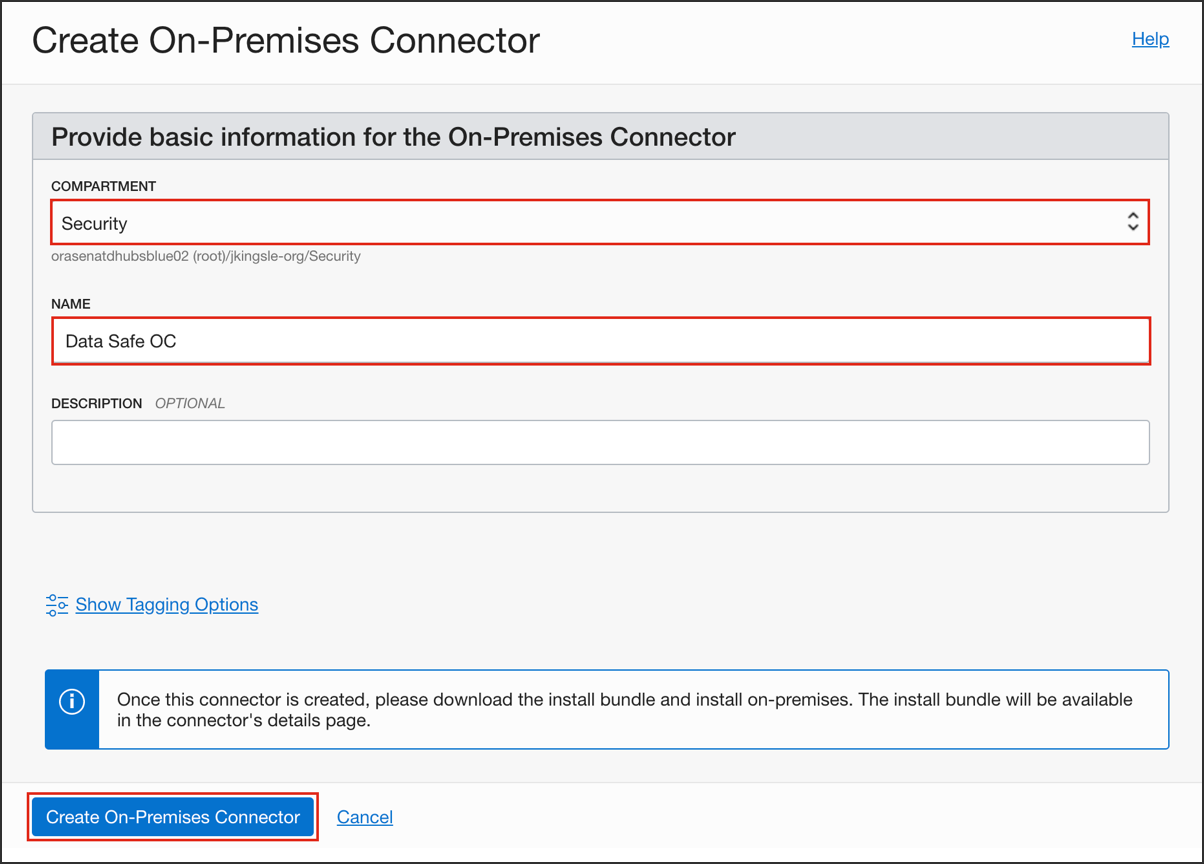 Create On-Premises Connector
Help
Provide basic information for the On-Premises Connector
COMPARTMENT
Security
orasenatdhubsblue02 (root)/jkingsle-org/Security
NAME
Data Safe OC
DESCRIPTION OPTIONAL
Show Tagging Options
Once this connector is created, please download the install bundle and install on-premises. The install bundle will be available
in the connector's details page.
Create On-Premises Connector
Cancel